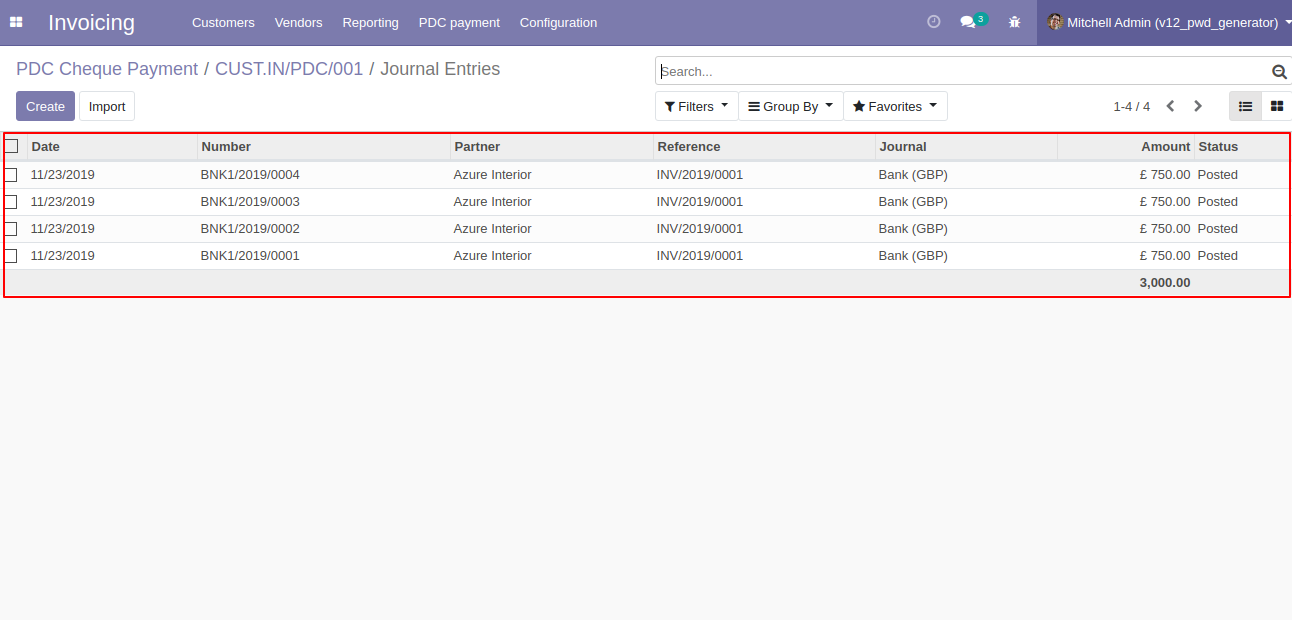 Invoicing Customers Vendors Reporting PDC payment Configuration 3 Mitchell Admin (v12_pwd_generator)
PDC Cheque Payment / CUST.IN/PDC/001 / Journal Entries Search...
Create Import Filters Group By Favorites 1-4 / 4
Date Number Partner Reference Journal Amount Status
11/23/2019 BNK1/2019/0004 Azure Interior INV/2019/0001 Bank (GBP) £ 750.00 Posted
11/23/2019 BNK1/2019/0003 Azure Interior INV/2019/0001 Bank (GBP) £ 750.00 Posted
11/23/2019 BNK1/2019/0002 Azure Interior INV/2019/0001 Bank (GBP) £ 750.00 Posted
11/23/2019 BNK1/2019/0001 Azure Interior INV/2019/0001 Bank (GBP) £ 750.00 Posted
3,000.00